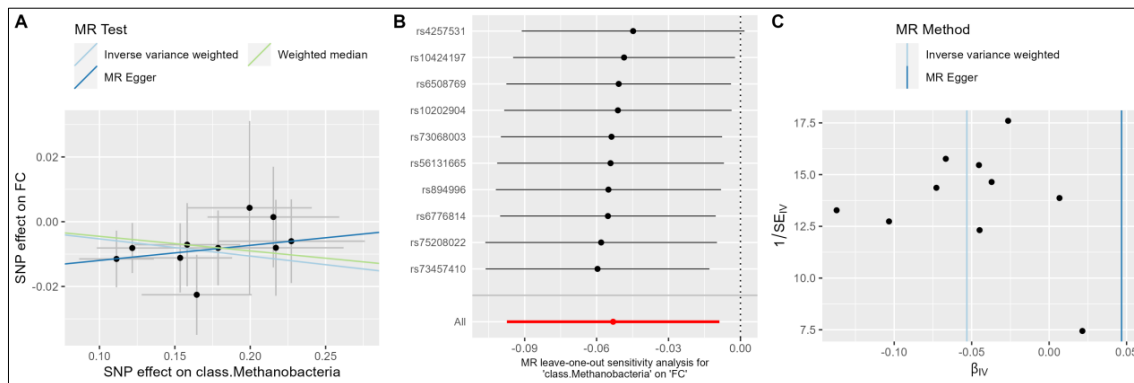 A
MR Test
Inverse variance weighted
Weighted median
MR Egger
SNP effect on FC
0.02
0.00
-0.02
0.10
0.15
0.20
0.25
SNP effect on class.Methanobacteria
B
rs4257531
rs10424197
rs6508769
rs10202904
rs73068003
rs56131665
rs894996
rs6776814
rs75208022
rs73457410
All
-0.09
-0.06
-0.03
0.00
MR leave-one-out sensitivity analysis for
'class.Methanobacteria' on 'FC'
C
MR Method
Inverse variance weighted
MR Egger
1/SE_IV
17.5
15.0
12.5
10.0
7.5
-0.10
-0.05
0.00
0.05
β_IV